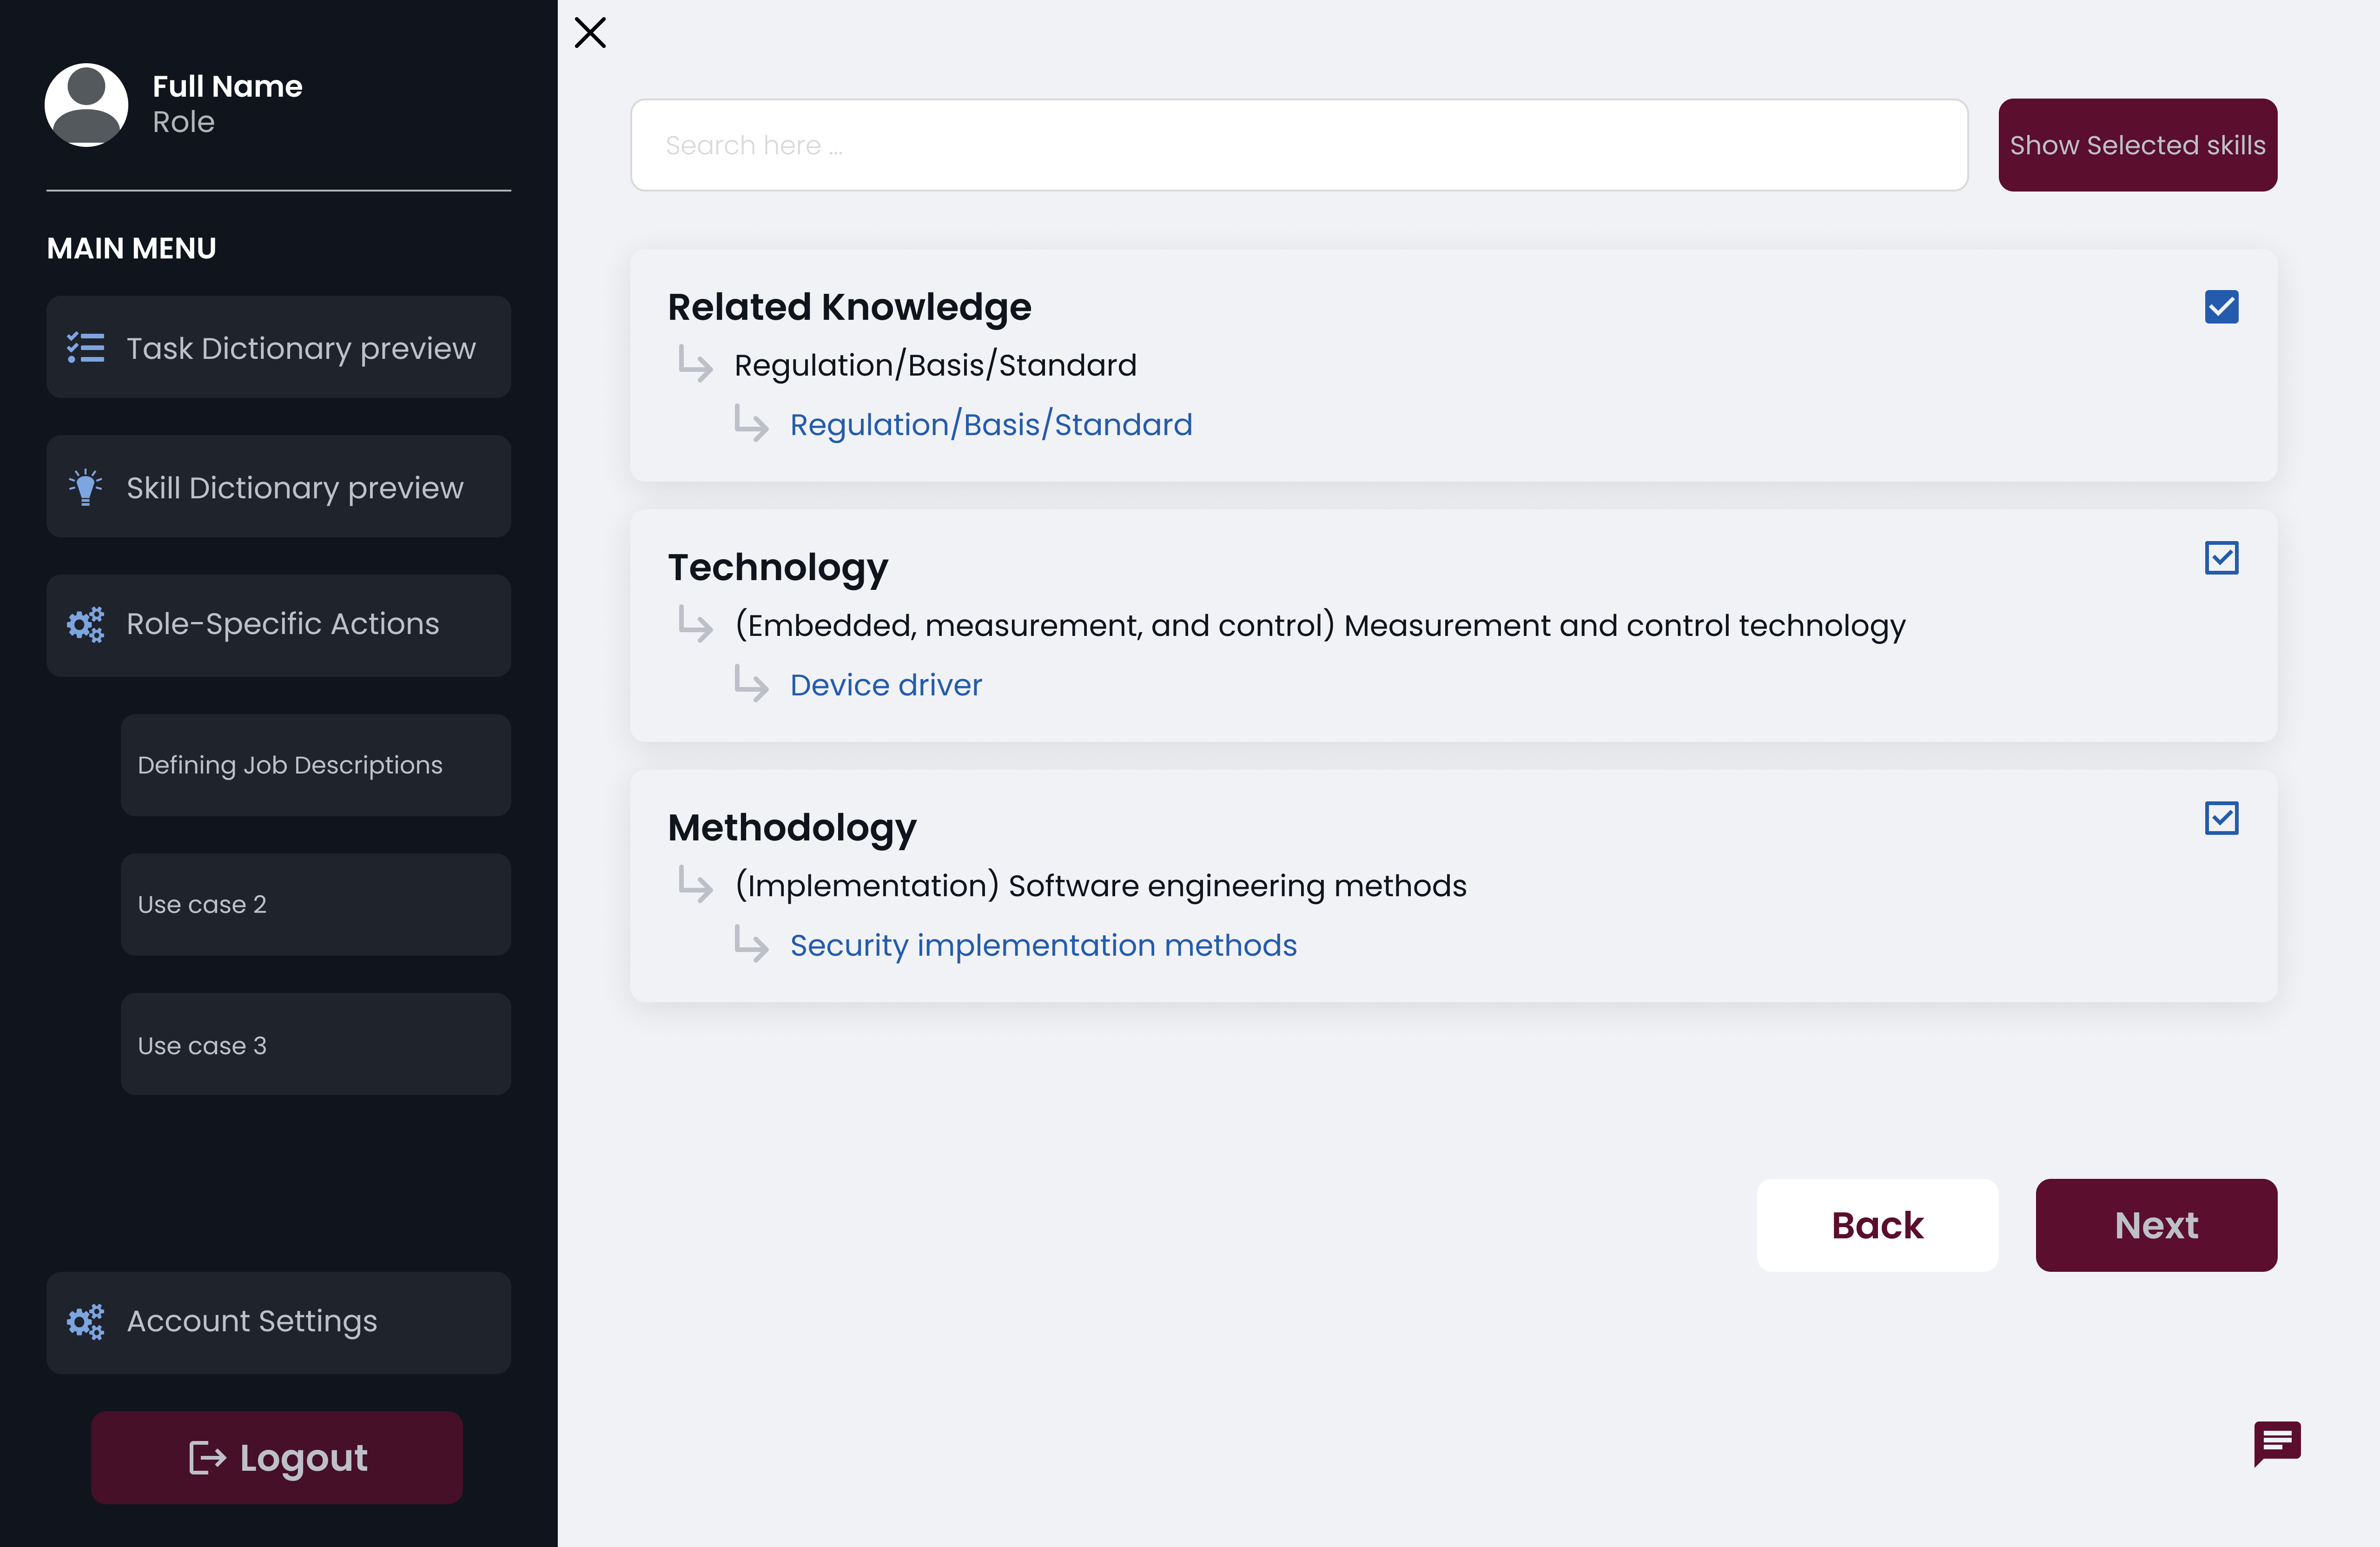 Full Name
Role
MAIN MENU
Task Dictionary preview
Skill Dictionary preview
Role-Specific Actions
Defining Job Descriptions
Use case 2
Use case 3
Account Settings
Logout
Search here ...
Show Selected skills
Related Knowledge
Regulation/Basis/Standard
Regulation/Basis/Standard
Technology
(Embedded, measurement, and control) Measurement and control technology
Device driver
Methodology
(Implementation) Software engineering methods
Security implementation methods
Back
Next